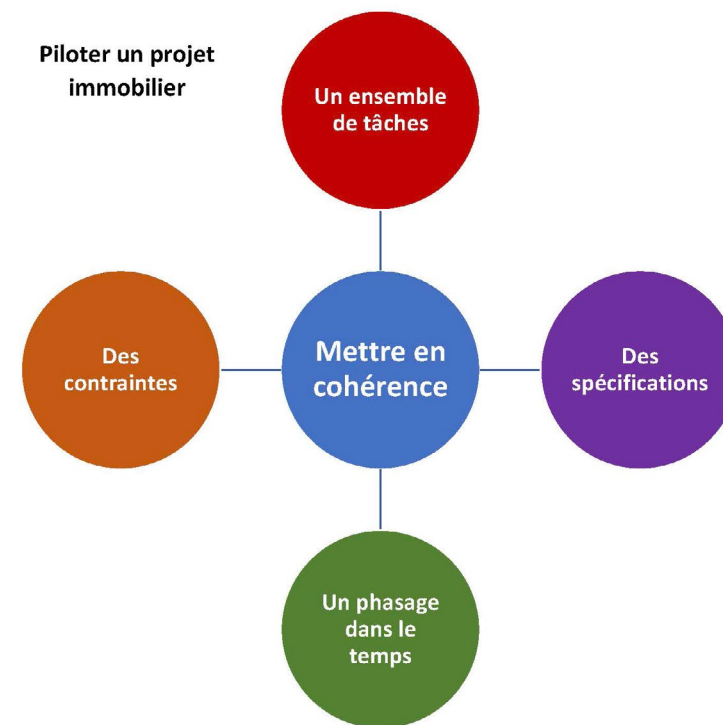 Piloter un projet
immobilier
Un ensemble
de tâches
Des
contraintes
Mettre en
cohérence
Des
spécifications
Un phasage
dans le
temps